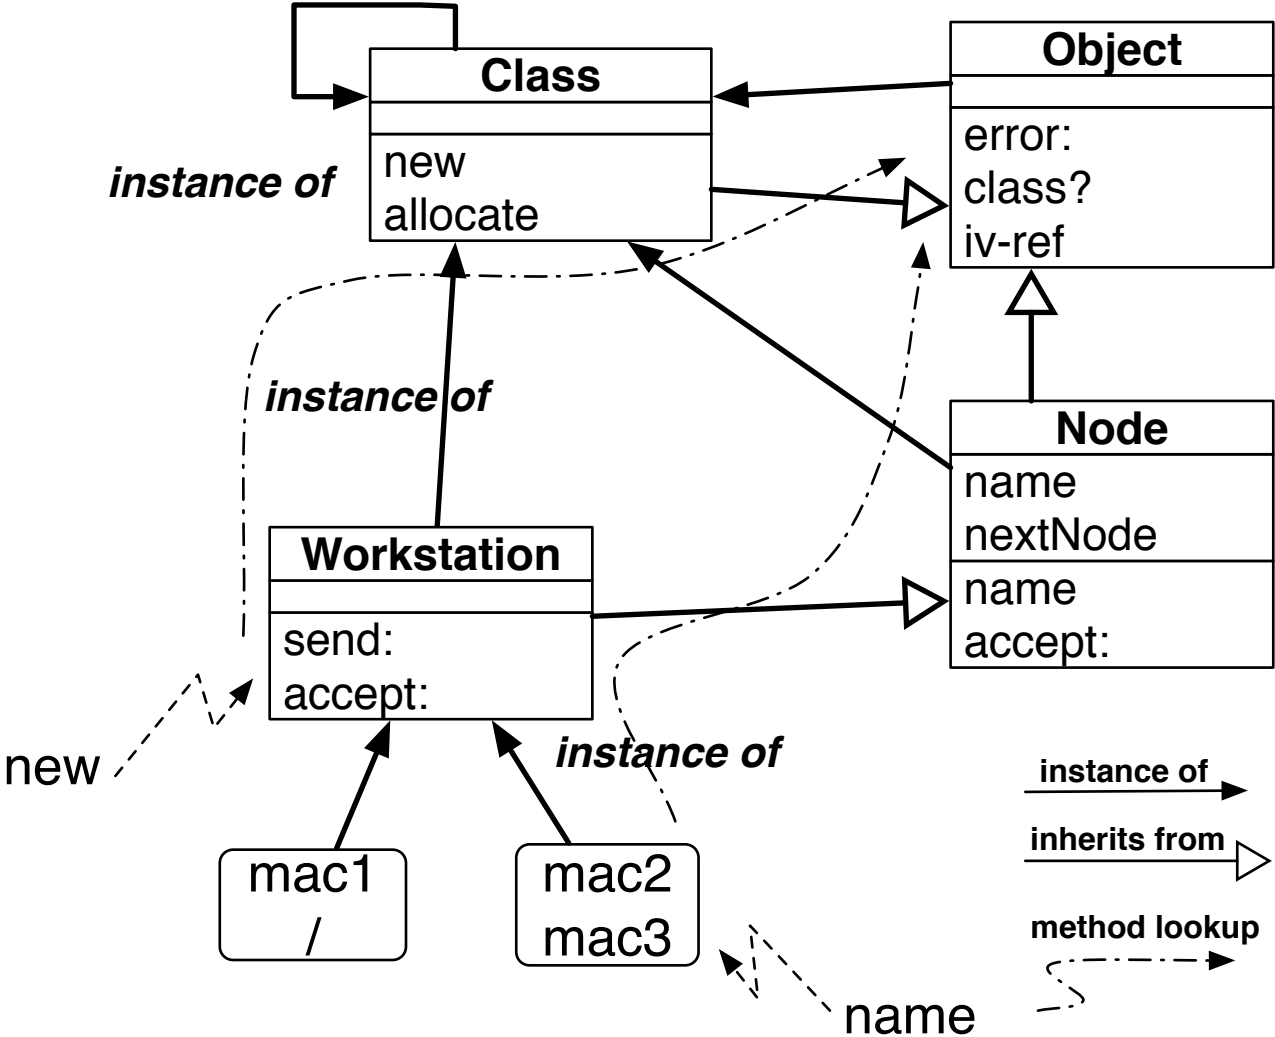 Class
new
allocate
Object
error:
class?
iv-ref
instance of
instance of
Node
name
nextNode
name
accept:
Workstation
send:
accept:
new
instance of
mac1
/
mac2
mac3
name
instance of
inherits from
method lookup